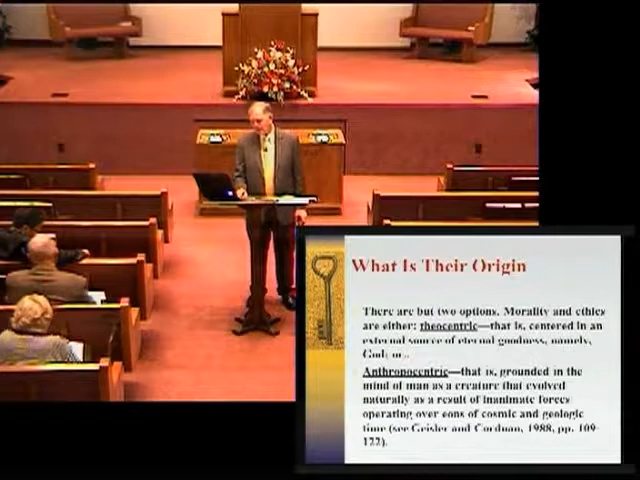 What Is Their Origin
There are but two options. Morality and ethics
are either: theocentric—that is, centered in an
external source of eternal goodness, namely,
God; or...
Anthropocentric—that is, grounded in the
mind of man as a creature that evolved
naturally as a result of inanimate forces
operating over eons of cosmic and geologic
time (see Geisler and Corduan, 1988, pp. 109-
122).